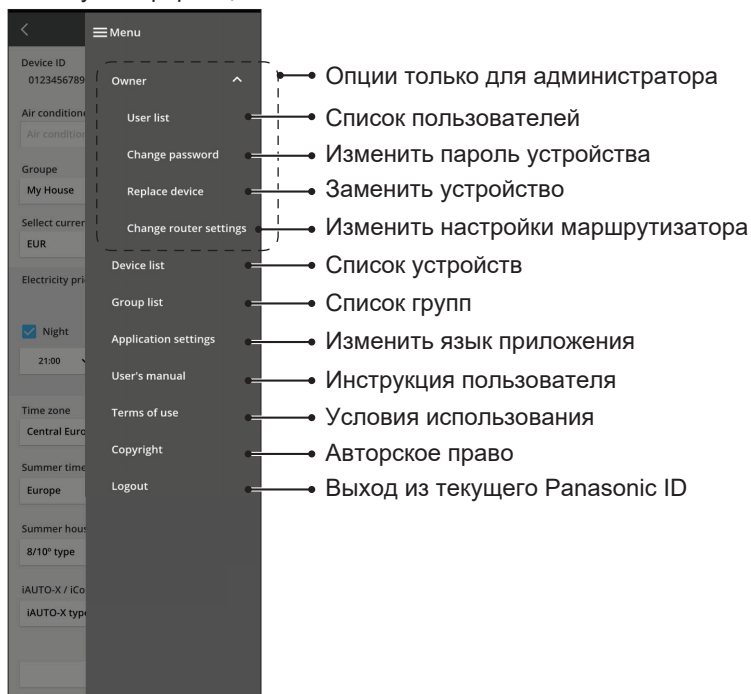 Menu
Device ID
0123456789
Owner
Опции только для администратора
Air conditione
Air condition
User list
Список пользователей
Change password
Изменить пароль устройства
Groupe
My House
Replace device
Заменить устройство
Sellect curren
EUR
Change router settings
Изменить настройки маршрутизатора
Device list
Список устройств
Electricity pri
Group list
Список групп
Night
Application settings
Изменить язык приложения
21:00
User's manual
Инструкция пользователя
Time zone
Central Euro
Terms of use
Условия использования
Copyright
Авторское право
Summer time
Europe
Logout
Выход из текущего Panasonic ID
Summer hous
8/10° type
iAUTO-X / iCo
iAUTO-X type